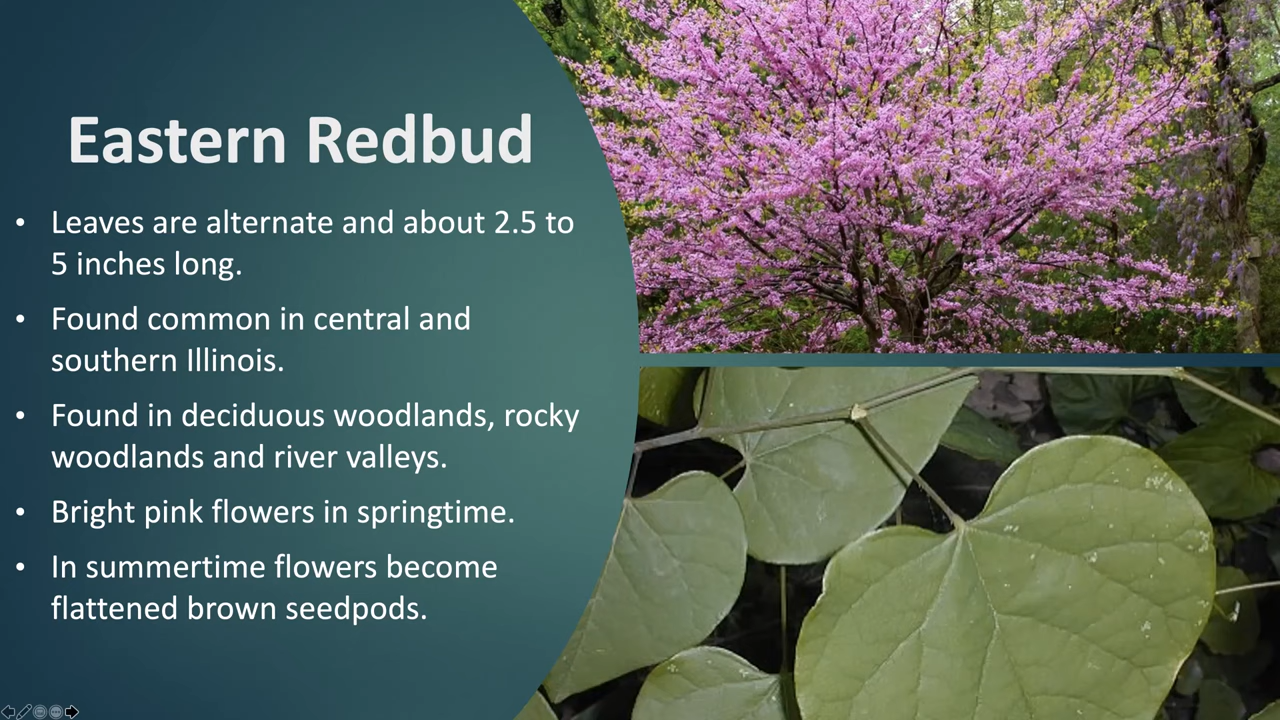 Eastern Redbud
• Leaves are alternate and about 2.5 to
5 inches long.
• Found common in central and
southern Illinois.
• Found in deciduous woodlands, rocky
woodlands and river valleys.
• Bright pink flowers in springtime.
• In summertime flowers become
flattened brown seedpods.